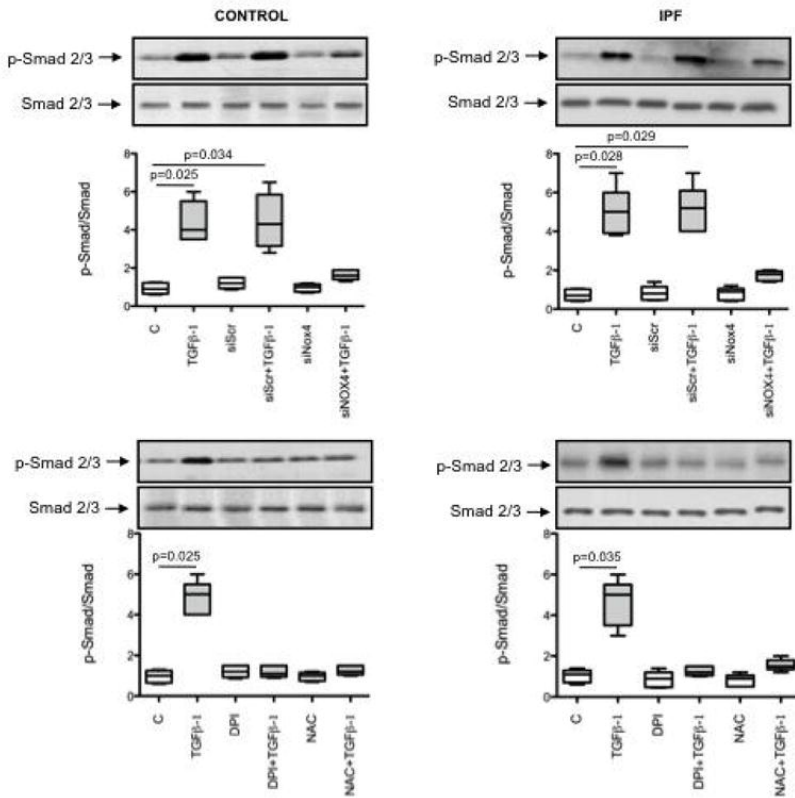 CONTROL
p-Smad 2/3
Smad 2/3
p-Smad/Smad
8
6
4
2
0
p=0.034
p=0.025
C
TGFβ-1
siScr
siScr+TGFβ-1
siNox4
siNOX4+TGFβ-1
IPF
p-Smad 2/3
Smad 2/3
p-Smad/Smad
8
6
4
2
0
p=0.029
p=0.028
C
TGFβ-1
siScr
siScr+TGFβ-1
siNox4
siNOX4+TGFβ-1
p-Smad 2/3
Smad 2/3
p-Smad/Smad
8
6
4
2
0
p=0.025
C
TGFβ-1
DPI
DPI+TGFβ-1
NAC
NAC+TGFβ-1
p-Smad 2/3
Smad 2/3
p-Smad/Smad
8
6
4
2
0
p=0.035
C
TGFβ-1
DPI
DPI+TGFβ-1
NAC
NAC+TGFβ-1